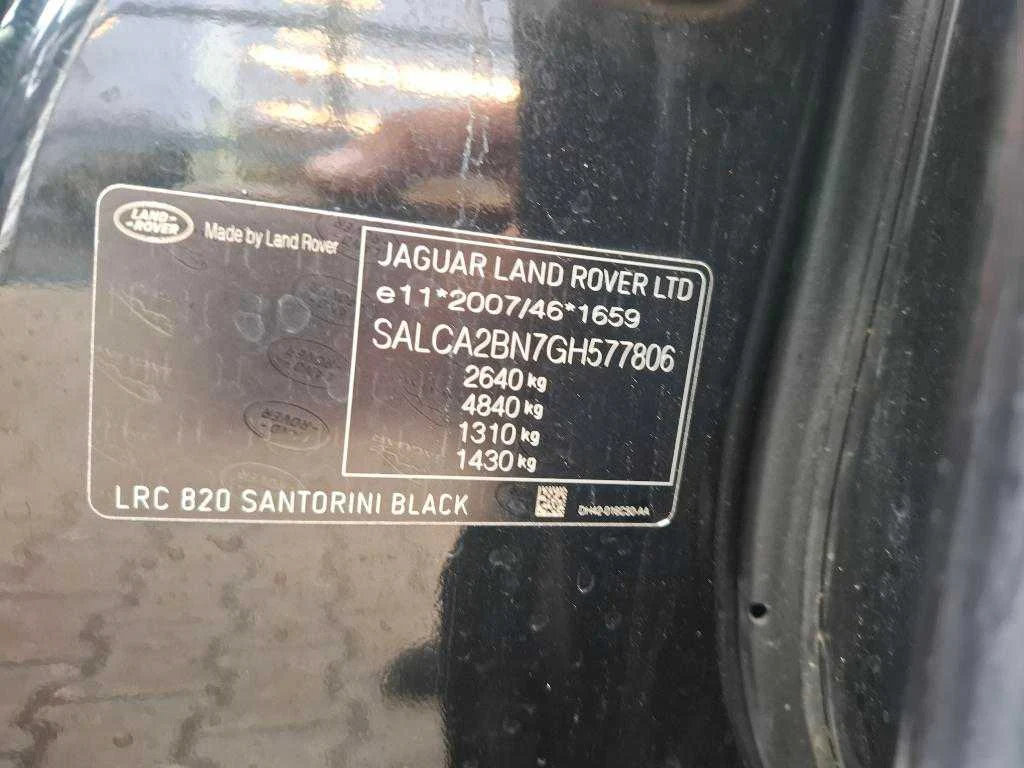 LAND-
-ROVER
Made by Land Rover
JAGUAR LAND ROVER LTD
e11*2007/46*1659
SALCA2BN7GH577806
2640 kg
4840 kg
1310 kg
1430 kg
LRC 820 SANTORINI BLACK